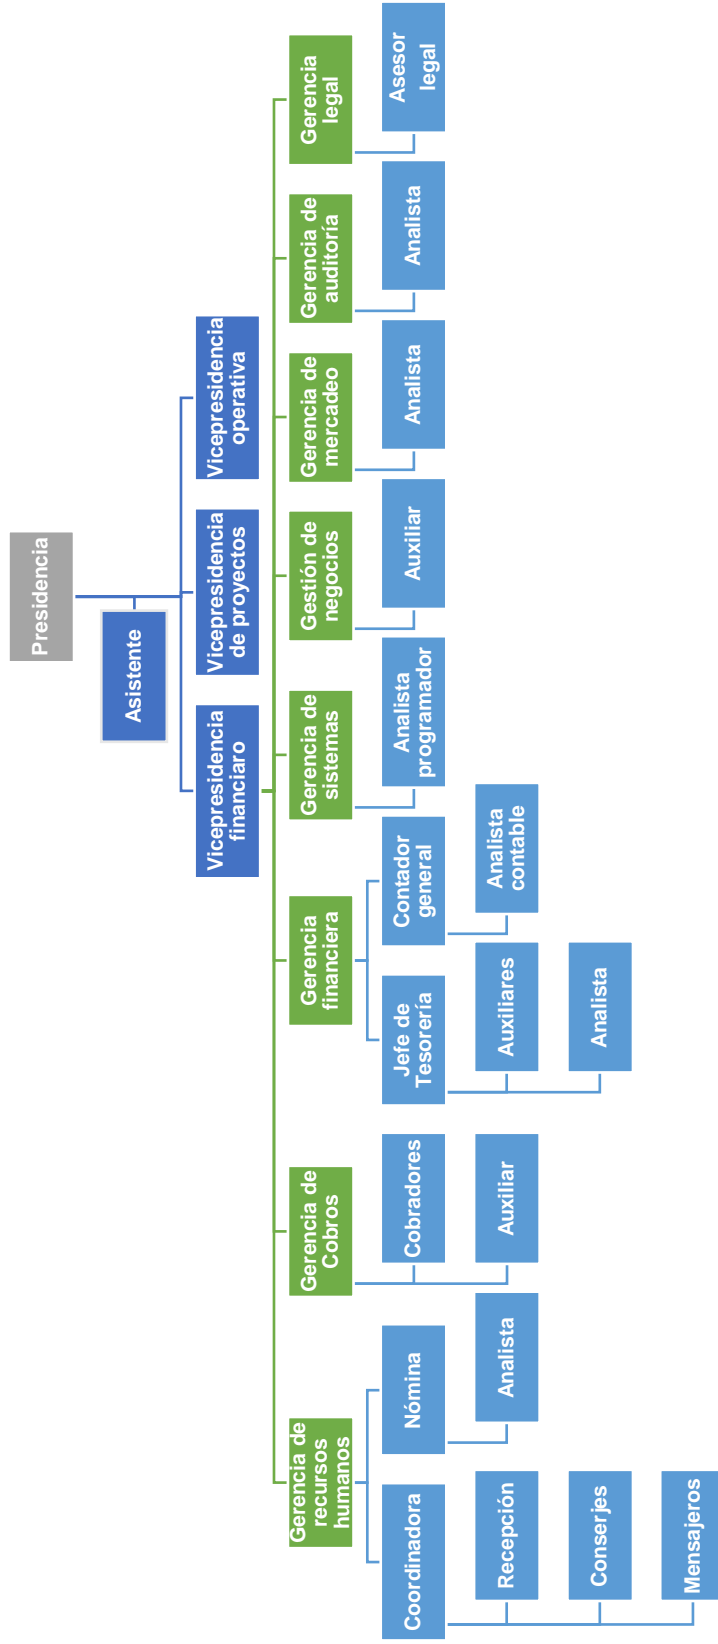 Presidencia
Asistente
Vicepresidencia
financiaro
Vicepresidencia
de proyectos
Vicepresidencia
operativa
Gerencia de
recursos
humanos
Gerencia de
Cobros
Gerencia
financiera
Gerencia de
sistemas
Gestión de
negocios
Gerencia de
mercadeo
Gerencia de
auditoría
Gerencia
legal
Coordinadora
Nómina
Cobradores
Jefe de
Tesorería
Contador
general
Analista
programador
Auxiliar
Analista
Analista
Asesor
legal
Recepción
Analista
Auxiliar
Auxiliares
Analista
contable
Conserjes
Analista
Mensajeros